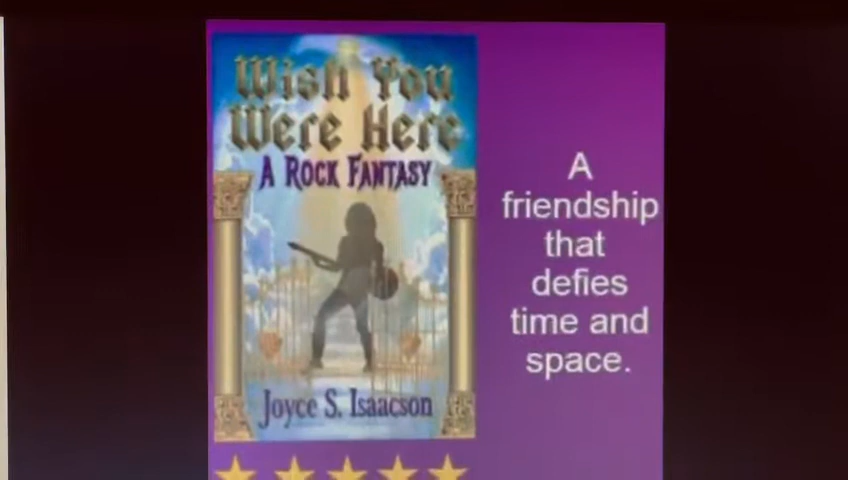 Wish You
Were Here
A Rock Fantasy
Joyce S. Isaacson
A
friendship
that
defies
time and
space.